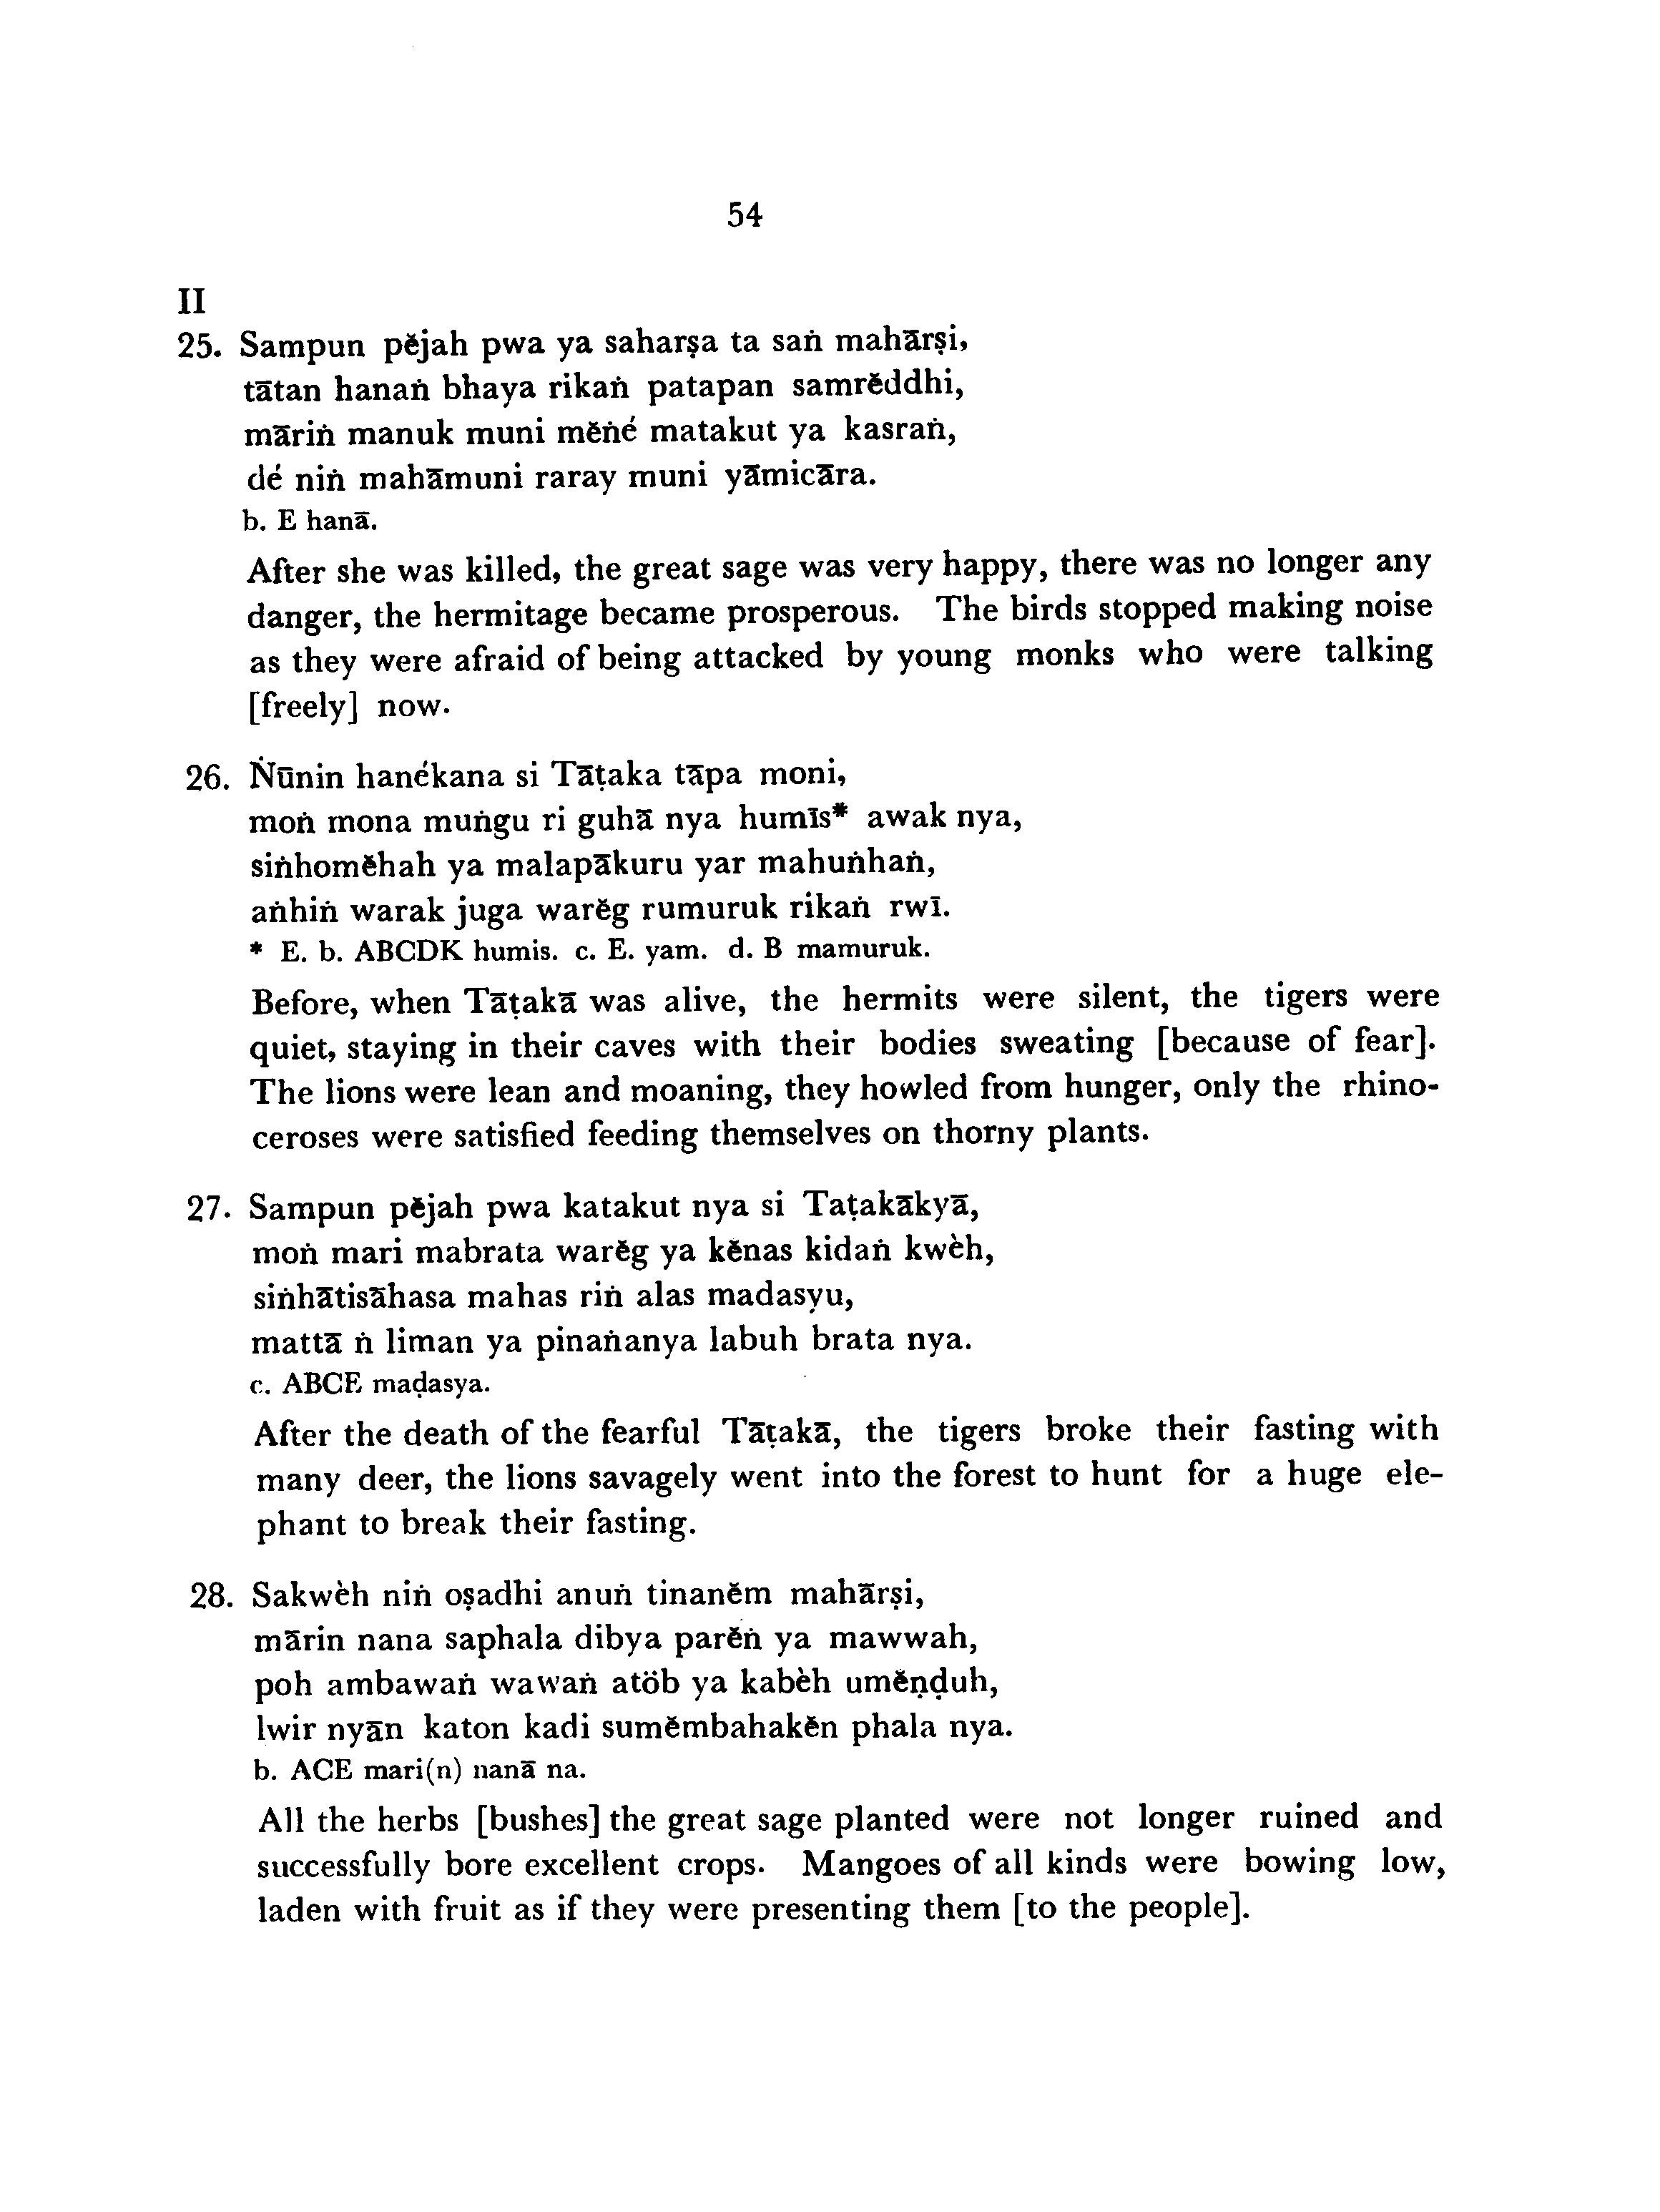 54
II
25. Sampun pĕjah pwa ya saharṣa ta saṅ mahārṣi,
tātan hanaṅ bhaya rikaṅ patapan samrĕddhi,
māriṅ manuk muni mĕṅé matakut ya kasraṅ,
dé niṅ mahāmuni raray muni yāmicāra.
b. E hanā.
After she was killed, the great sage was very happy, there was no longer any
danger, the hermitage became prosperous. The birds stopped making noise
as they were afraid of being attacked by young monks who were talking
[freely] now.
26. Ṅūnin hanékana si Tāṭaka tāpa moni,
moṅ mona muṅgu ri guhā nya humīs* awak nya,
siṅhomĕhah ya malapākuru yar mahuṅhaṅ,
aṅhiṅ warak juga warĕg rumuruk rikaṅ rwī.
* E. b. ABCDK humis. c. E. yam. d. B mamuruk.
Before, when Tāṭakā was alive, the hermits were silent, the tigers were
quiet, staying in their caves with their bodies sweating [because of fear].
The lions were lean and moaning, they howled from hunger, only the rhino-
ceroses were satisfied feeding themselves on thorny plants.
27. Sampun pĕjah pwa katakut nya si Taṭakākyā,
moṅ mari mabrata warĕg ya kĕnas kidaṅ kwèh,
siṅhātisāhasa mahas riṅ alas madasyu,
mattā ṅ liman ya pinaṅanya labuh brata nya.
c. ABCE maḍasya.
After the death of the fearful Tāṭakā, the tigers broke their fasting with
many deer, the lions savagely went into the forest to hunt for a huge ele-
phant to break their fasting.
28. Sakwèh niṅ oṣadhi anuṅ tinanĕm mahārṣi,
mārin nana saphala dibya parĕṅ ya mawwah,
poh ambawaṅ wawaṅ atöb ya kabèh umĕṇḍuh,
lwir nyān katon kadi sumĕmbahakĕn phala nya.
b. ACE mari(n) nanā na.
All the herbs [bushes] the great sage planted were not longer ruined and
successfully bore excellent crops. Mangoes of all kinds were bowing low,
laden with fruit as if they were presenting them [to the people].